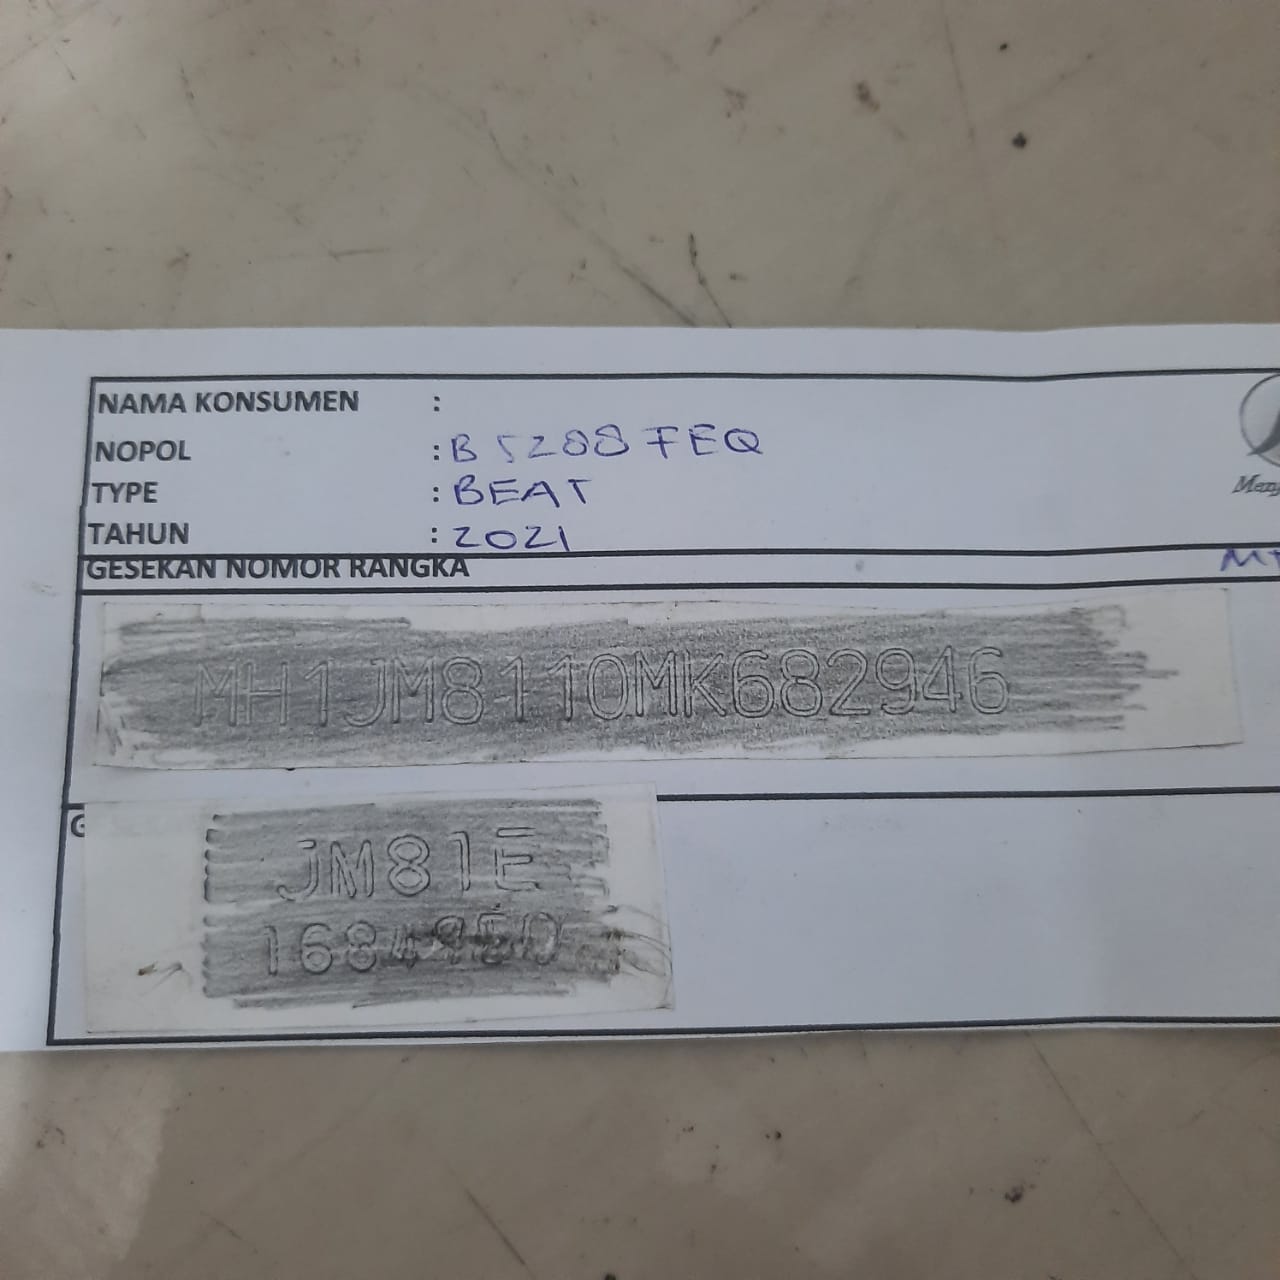 NAMA KONSUMEN :
NOPOL : B 5288 FEQ
TYPE : BEAT
TAHUN : 2021
GESEKAN NOMOR RANGKA
MH1JM8110MK682946
JM81E